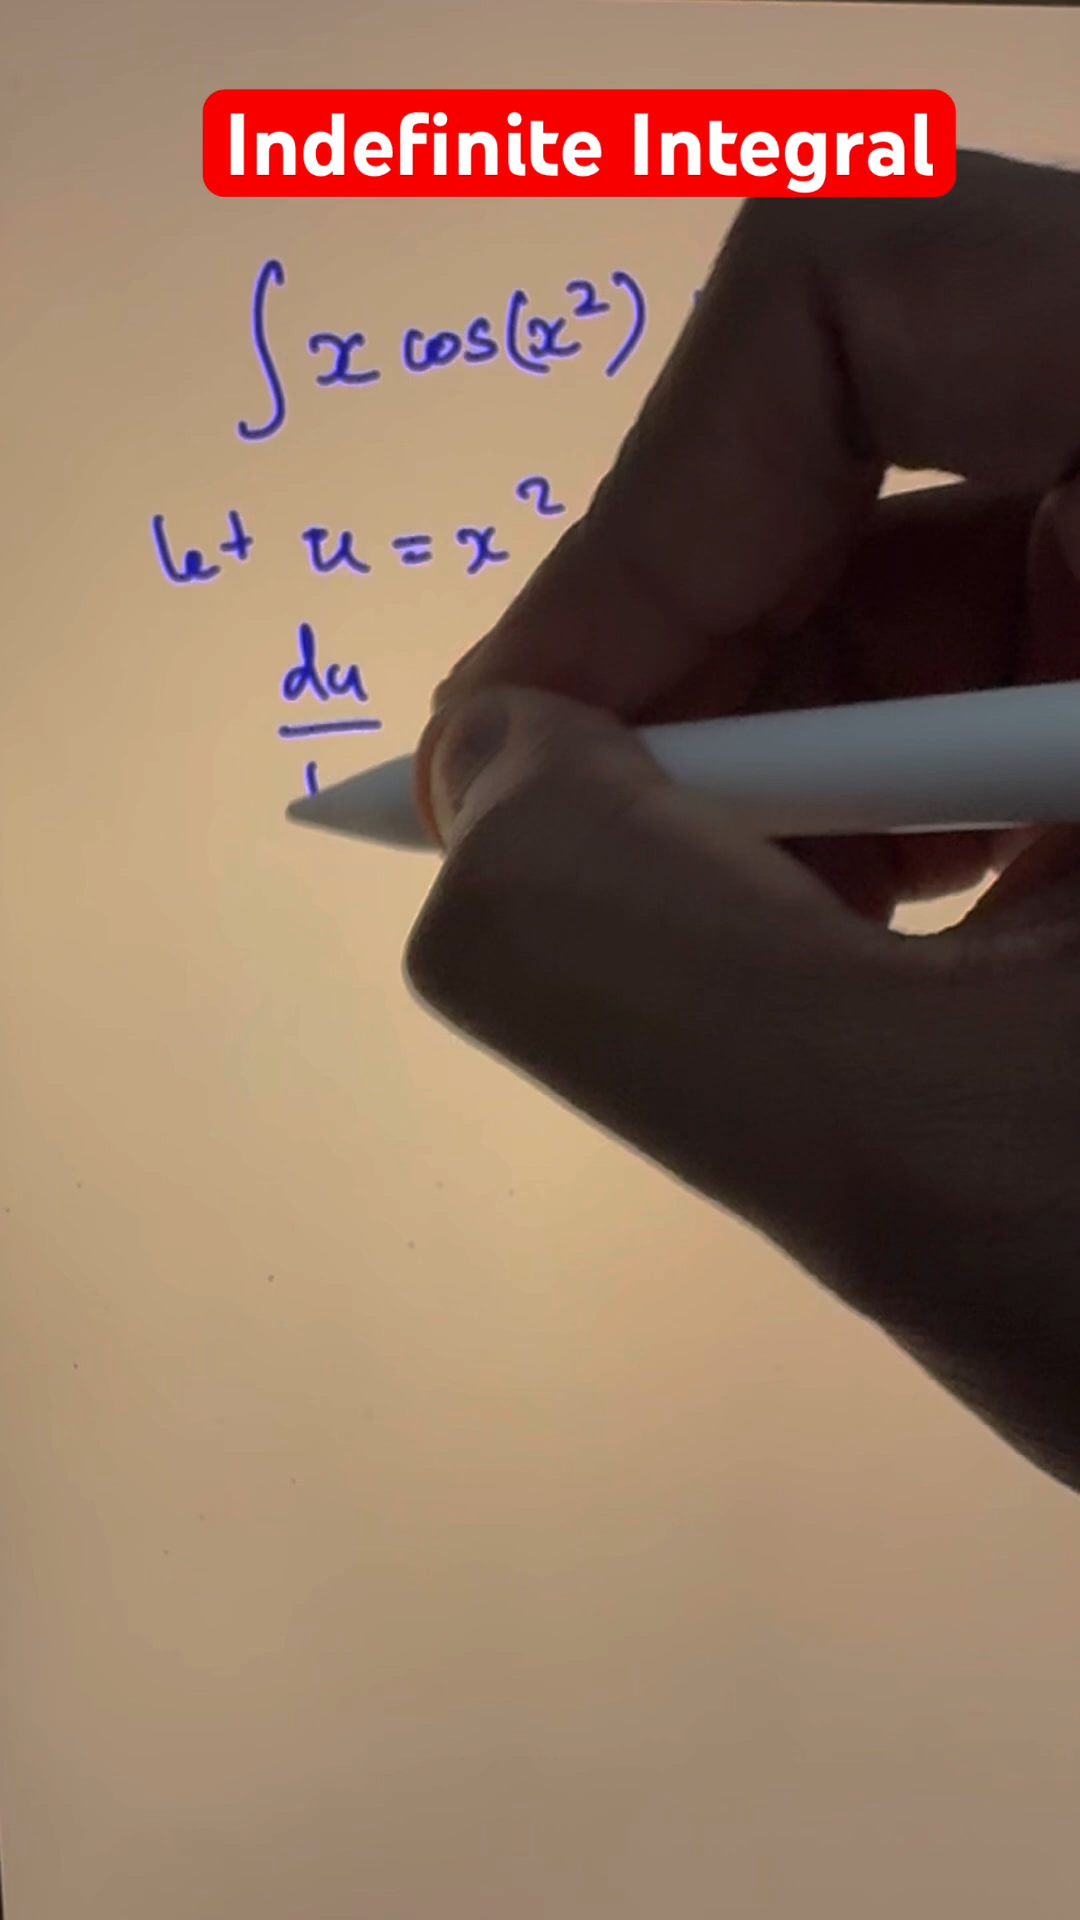 Indefinite Integral
∫ x cos(x²)
let u = x²
du